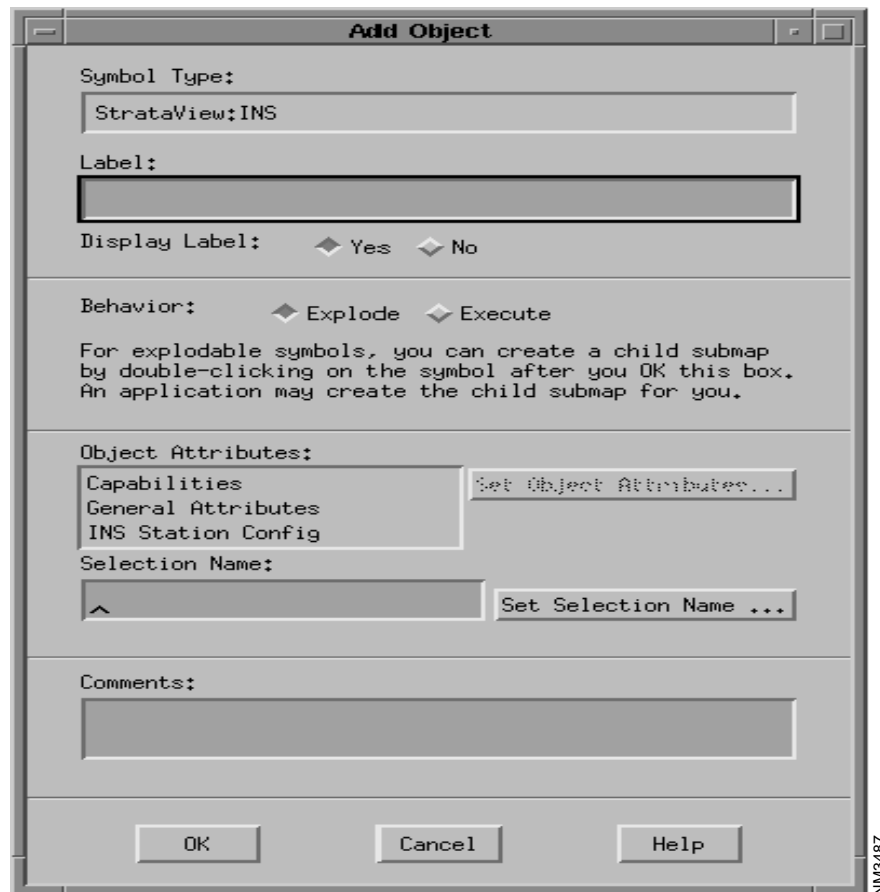 Add Object
Symbol Type:
StrataView:INS
Label:
Display Label: Yes No
Behavior: Explode Execute
For explodable symbols, you can create a child submap
by double-clicking on the symbol after you OK this box.
An application may create the child submap for you.
Object Attributes:
Capabilities
General Attributes
INS Station Config
Set Object Attributes...
Selection Name:
Set Selection Name ...
Comments:
OK Cancel Help